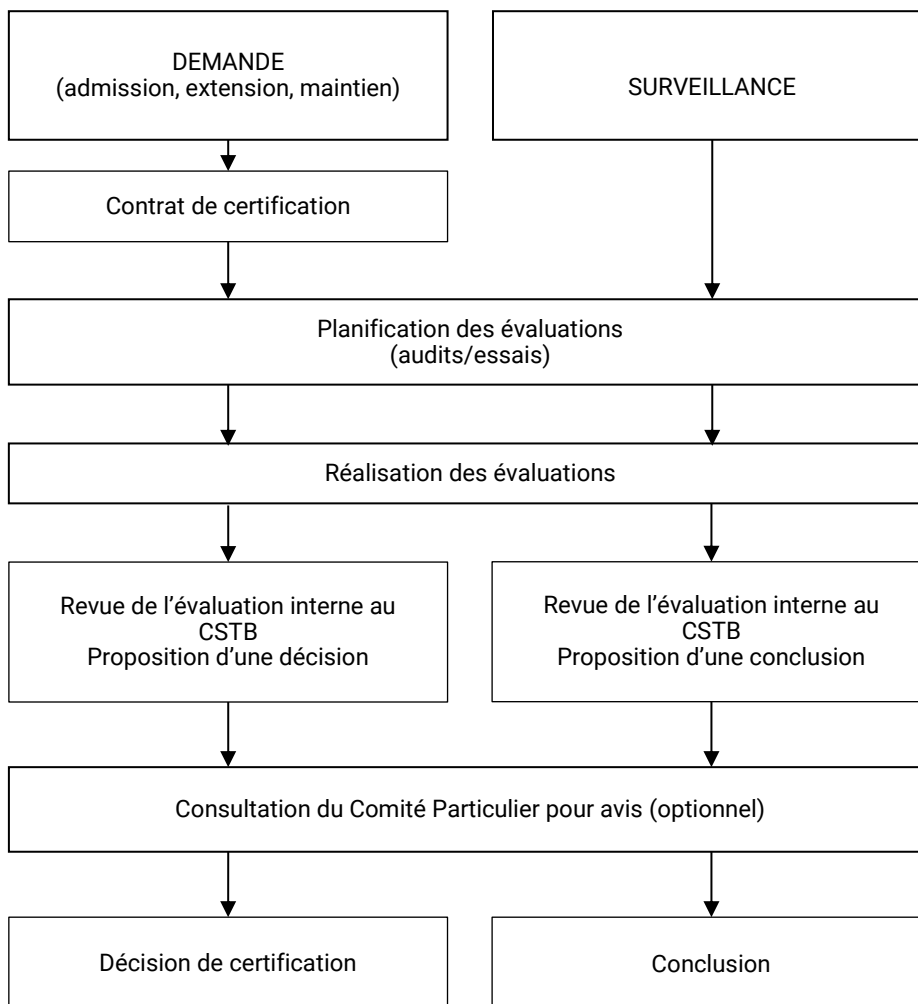 DEMANDE
(admission, extension, maintien)
SURVEILLANCE
Contrat de certification
Planification des évaluations
(audits/essais)
Réalisation des évaluations
Revue de l’évaluation interne au
CSTB
Proposition d’une décision
Revue de l’évaluation interne au
CSTB
Proposition d’une conclusion
Consultation du Comité Particulier pour avis (optionnel)
Décision de certification
Conclusion